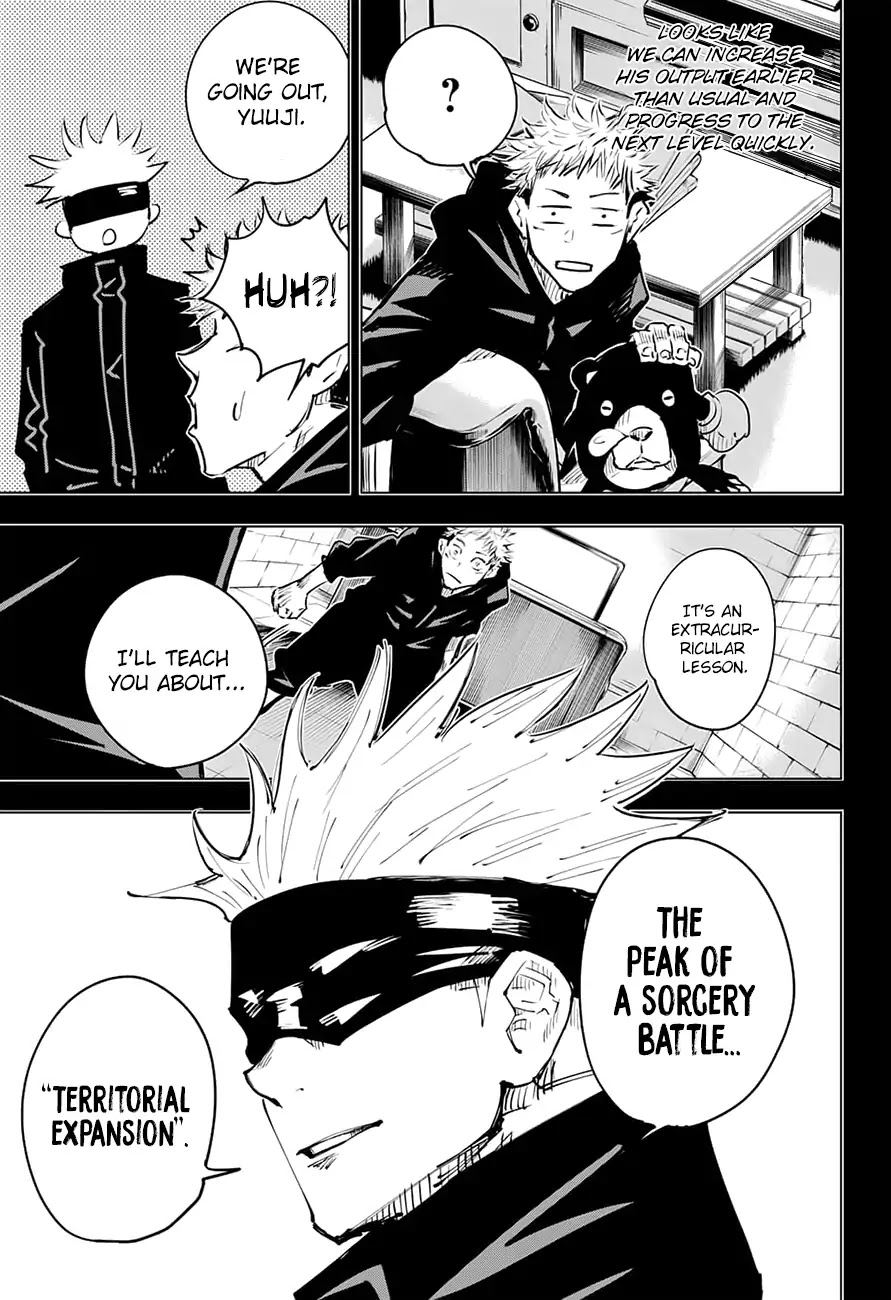 LOOKS LIKE
WE CAN INCREASE
HIS OUTPUT EARLIER
THAN USUAL AND
PROGRESS TO THE
NEXT LEVEL QUICKLY.
?
WE'RE
GOING OUT,
YUUJI.
HUH?!
IT'S AN
EXTRACUR-
RICULAR
LESSON.
I'LL TEACH
YOU ABOUT...
THE
PEAK OF
A SORCERY
BATTLE...
“TERRITORIAL
EXPANSION”.